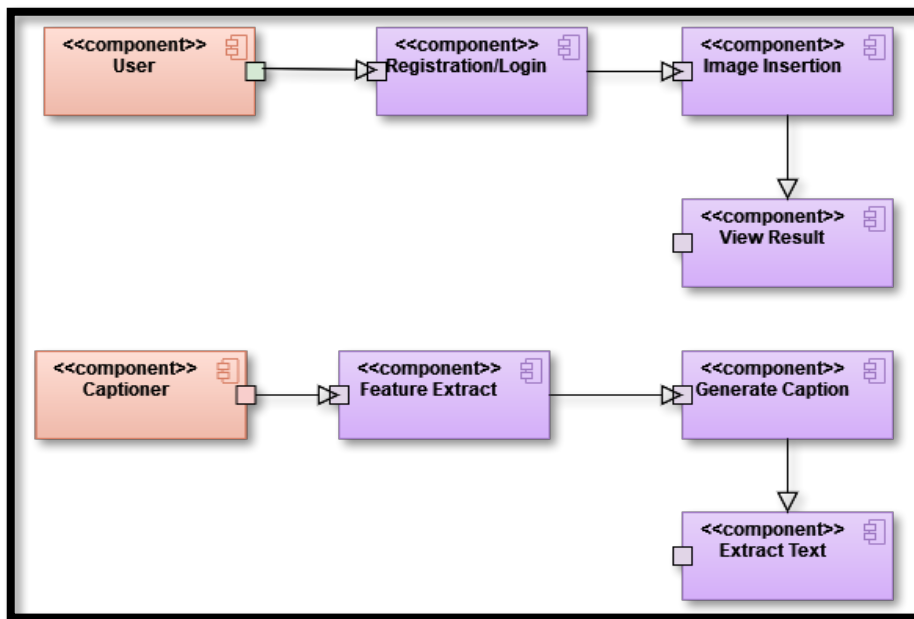 <<component>>
User
<<component>>
Registration/Login
<<component>>
Image Insertion
<<component>>
View Result
<<component>>
Captioner
<<component>>
Feature Extract
<<component>>
Generate Caption
<<component>>
Extract Text